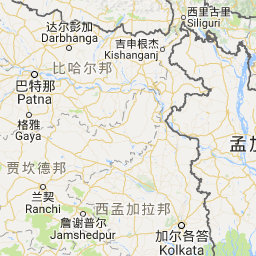 西里古里
Siliguri
达尔彭加
Darbhanga
吉申根杰
Kishanganj
比哈尔邦
巴特那
Patna
格雅
Gaya
孟加
贾坎德邦
兰契
Ranchi
西孟加拉邦
詹谢普尔
Jamshedpur
加尔各答
Kolkata